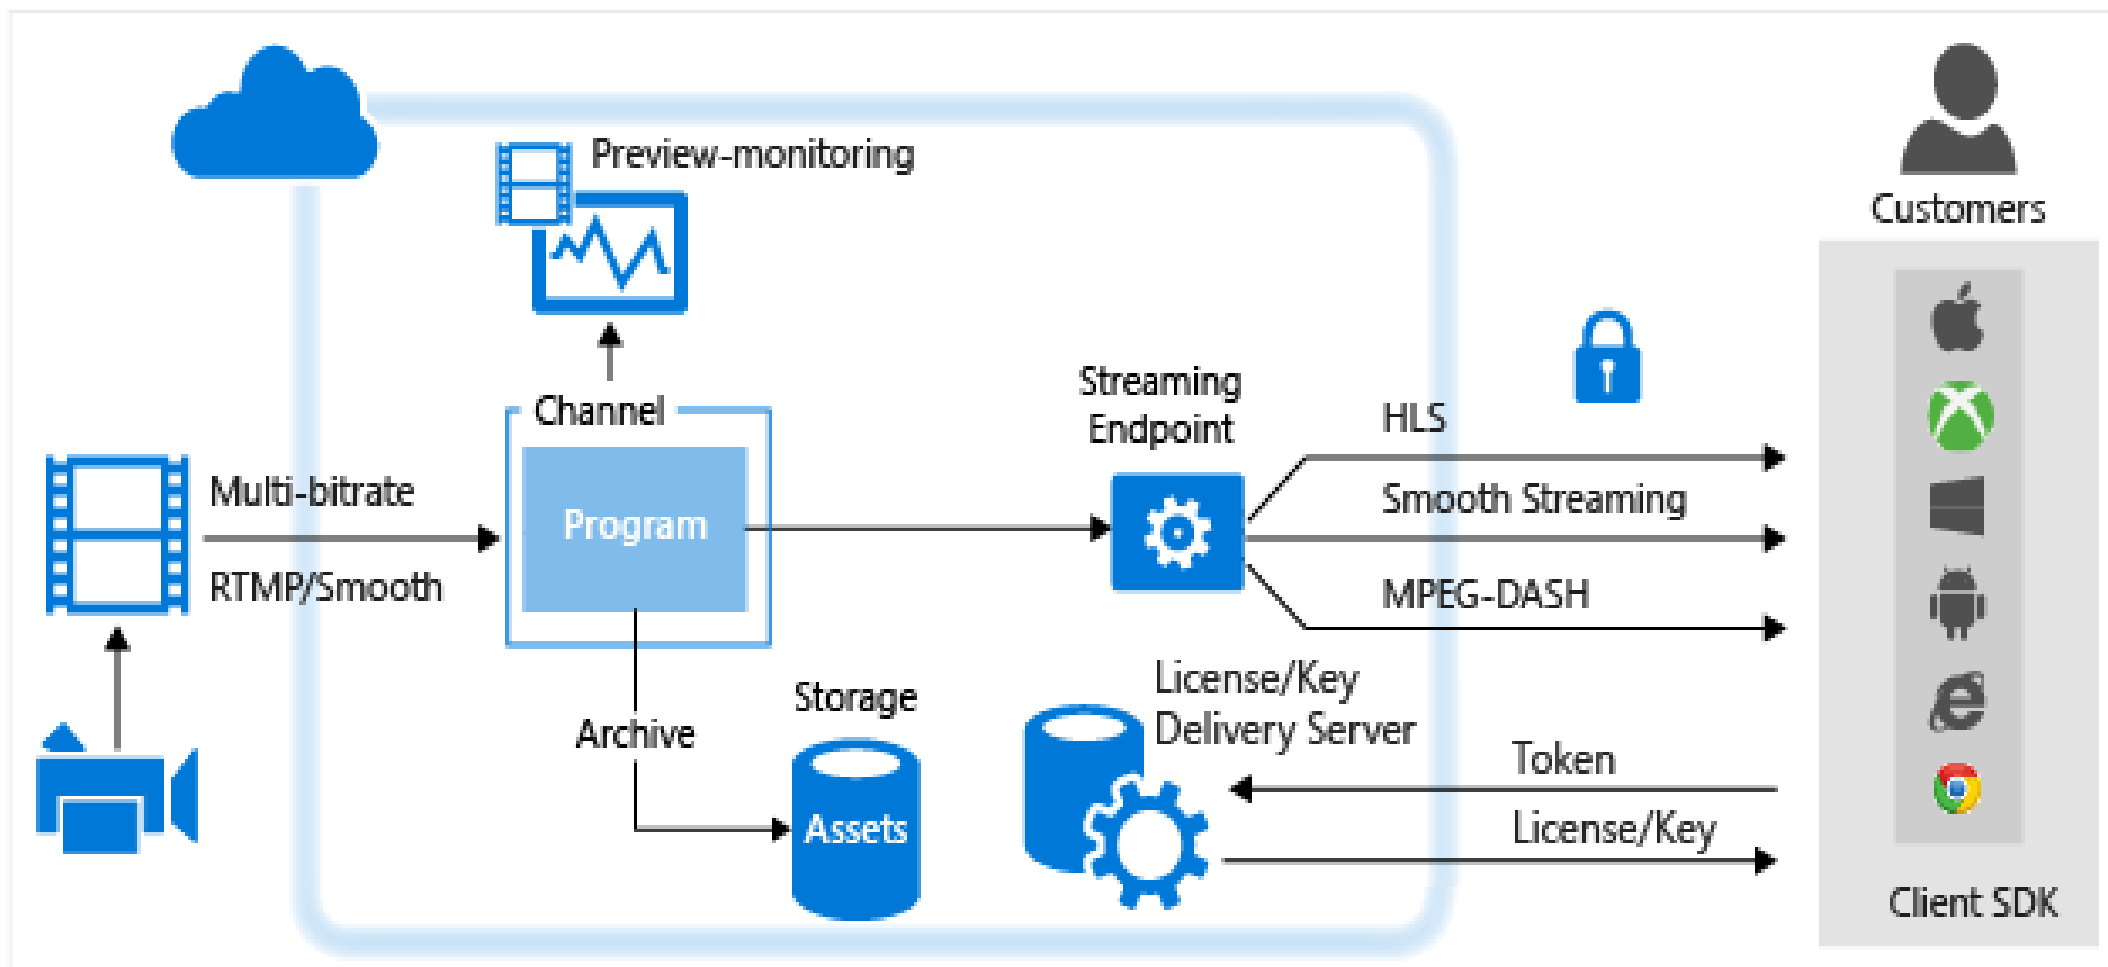 Preview-monitoring
Customers
Streaming
Endpoint
Channel
HLS
Multi-bitrate
Smooth Streaming
Program
RTMP/Smooth
MPEG-DASH
License/Key
Delivery Server
Storage
Archive
Token
Assets
License/Key
Client SDK